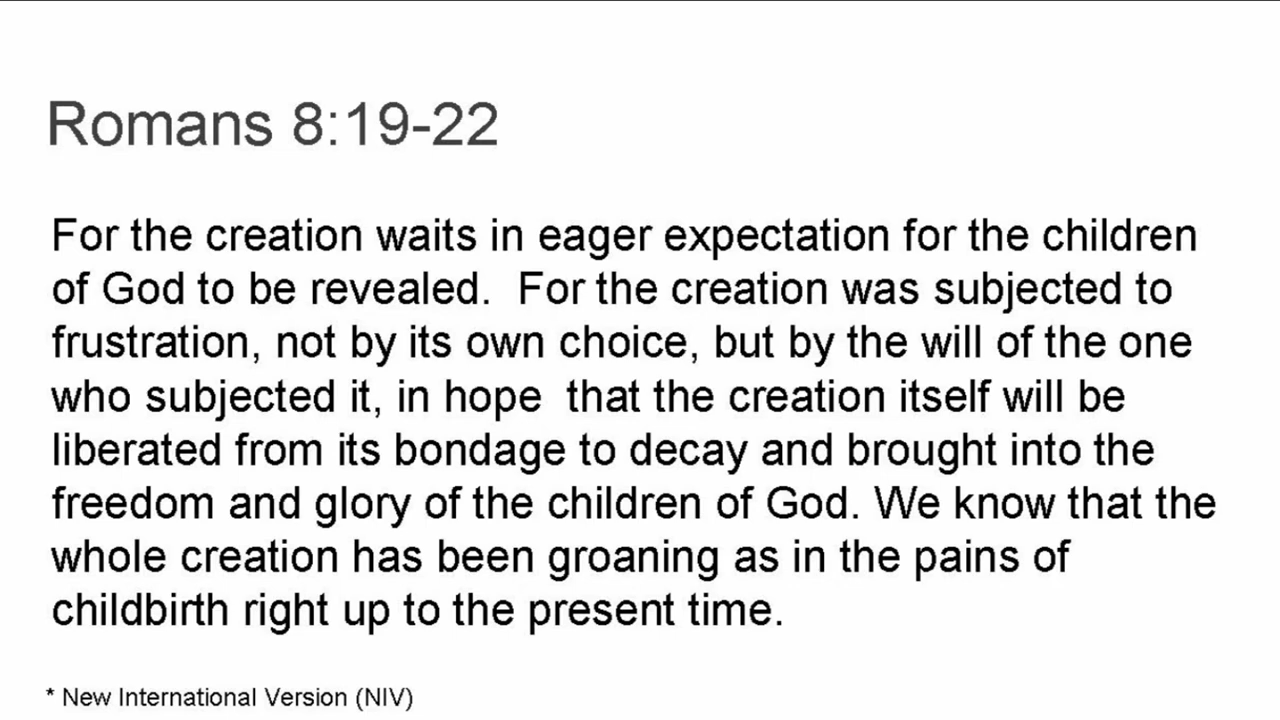 Romans 8:19-22
For the creation waits in eager expectation for the children
of God to be revealed.  For the creation was subjected to
frustration, not by its own choice, but by the will of the one
who subjected it, in hope  that the creation itself will be
liberated from its bondage to decay and brought into the
freedom and glory of the children of God. We know that the
whole creation has been groaning as in the pains of
childbirth right up to the present time.
* New International Version (NIV)